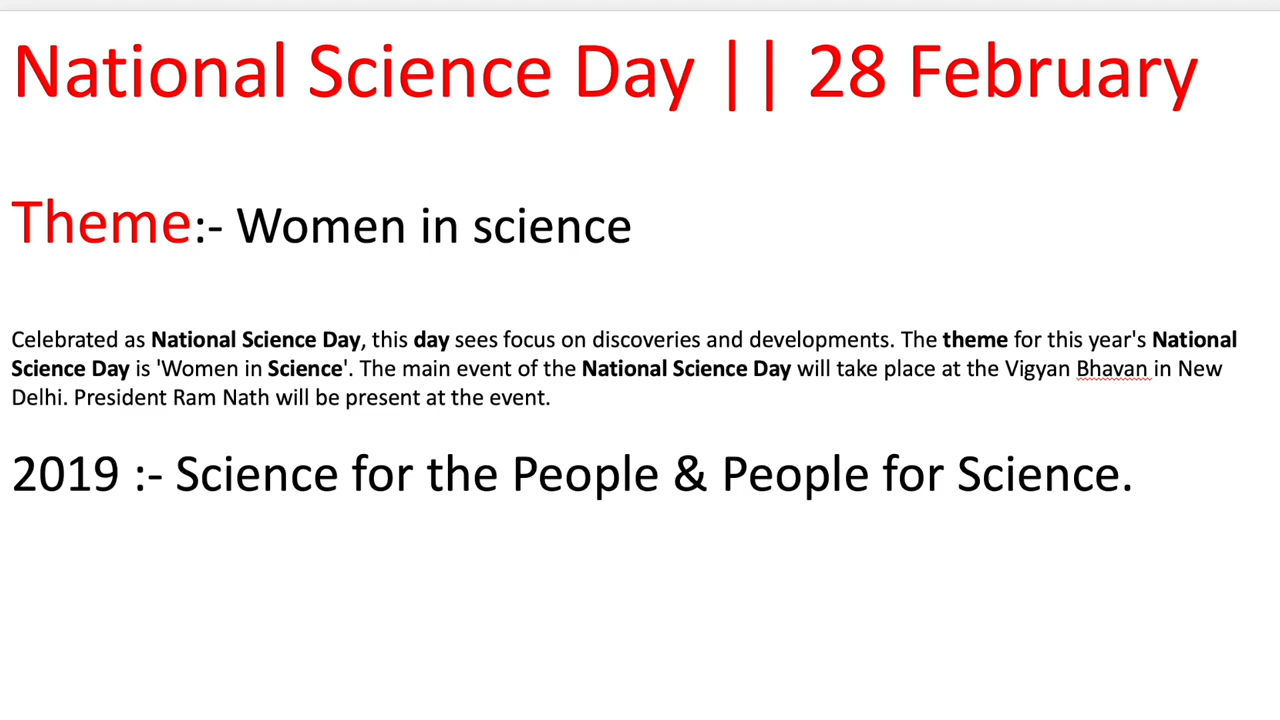 National Science Day || 28 February
Theme:- Women in science
Celebrated as National Science Day, this day sees focus on discoveries and developments. The theme for this year's National
Science Day is 'Women in Science'. The main event of the National Science Day will take place at the Vigyan Bhavan in New
Delhi. President Ram Nath will be present at the event.
2019 :- Science for the People & People for Science.